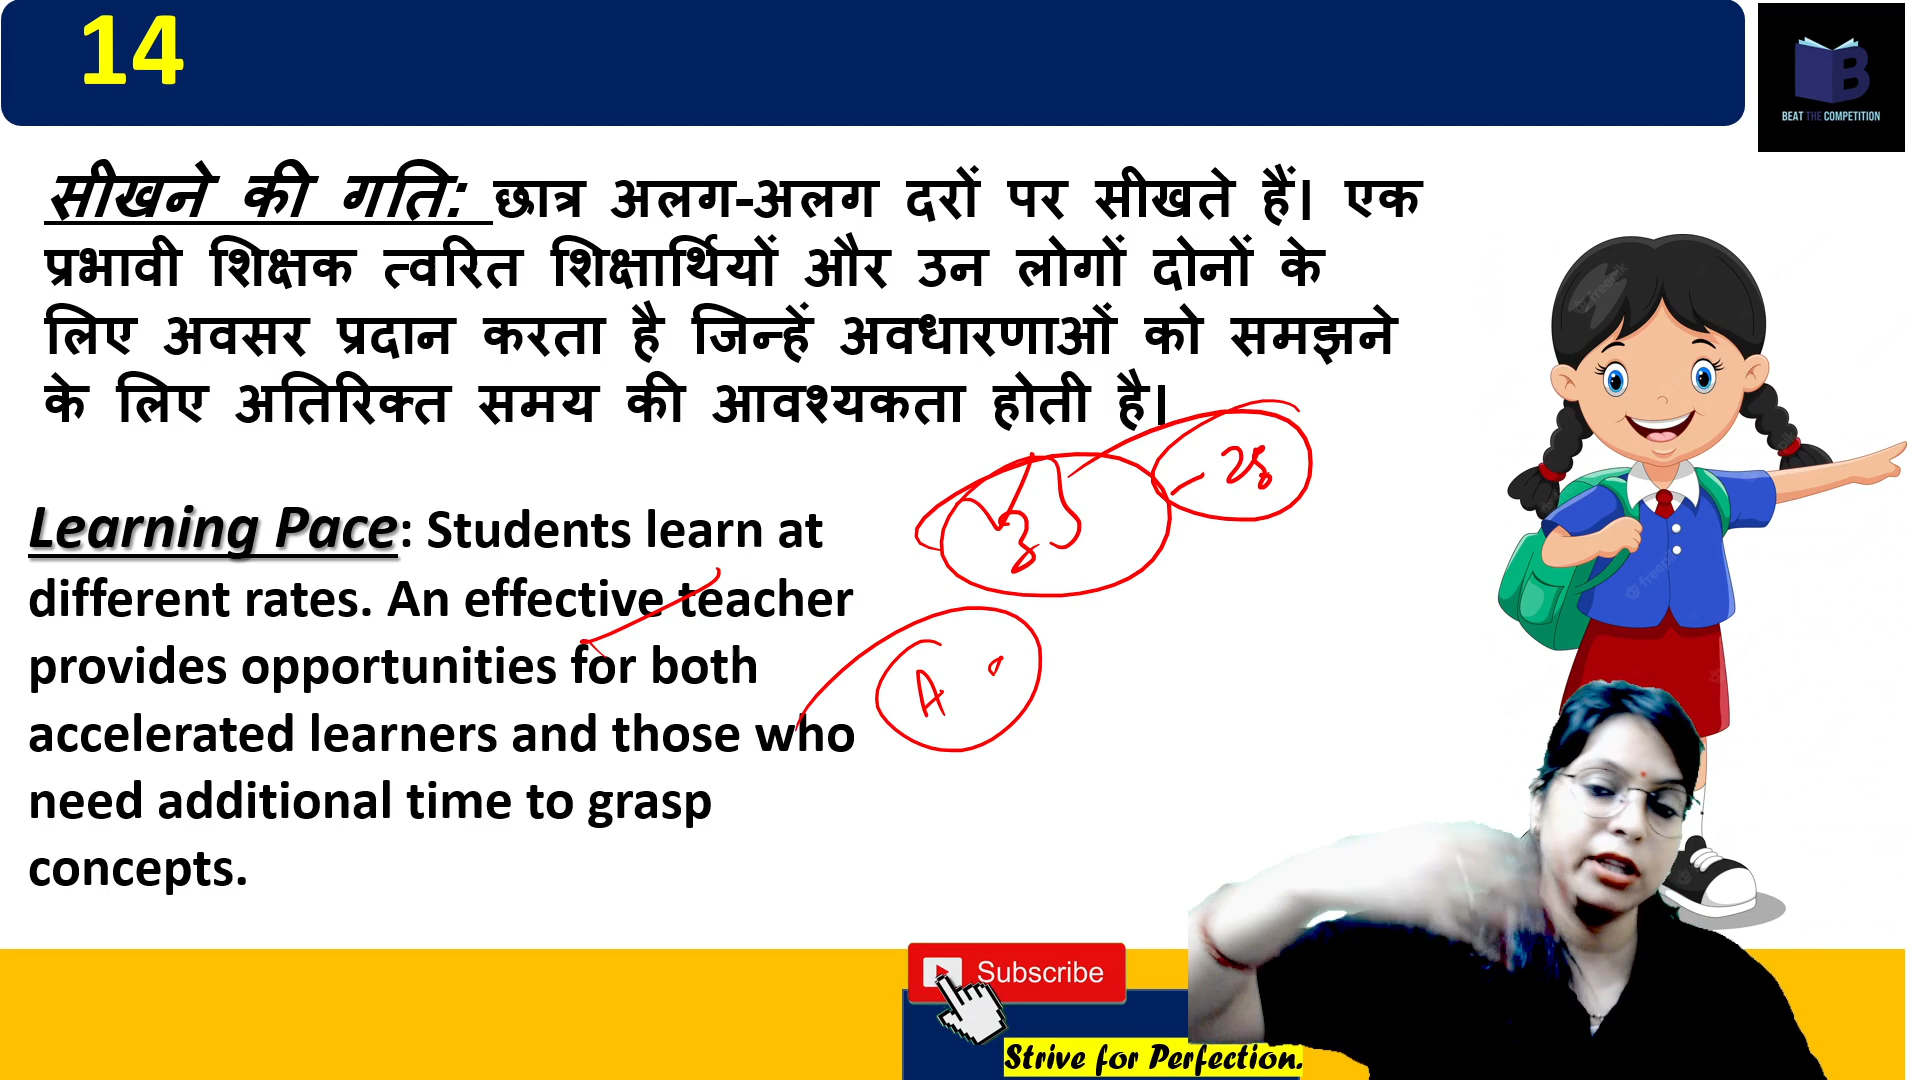 14
BEAT THE COMPETITION
सीखने की गति: छात्र अलग-अलग दरों पर सीखते हैं। एक
प्रभावी शिक्षक त्वरित शिक्षार्थियों और उन लोगों दोनों के
लिए अवसर प्रदान करता है जिन्हें अवधारणाओं को समझने
के लिए अतिरिक्त समय की आवश्यकता होती है।
Learning Pace: Students learn at
different rates. An effective teacher
provides opportunities for both
accelerated learners and those who
need additional time to grasp
concepts.
A
Subscribe
Strive for Perfection.